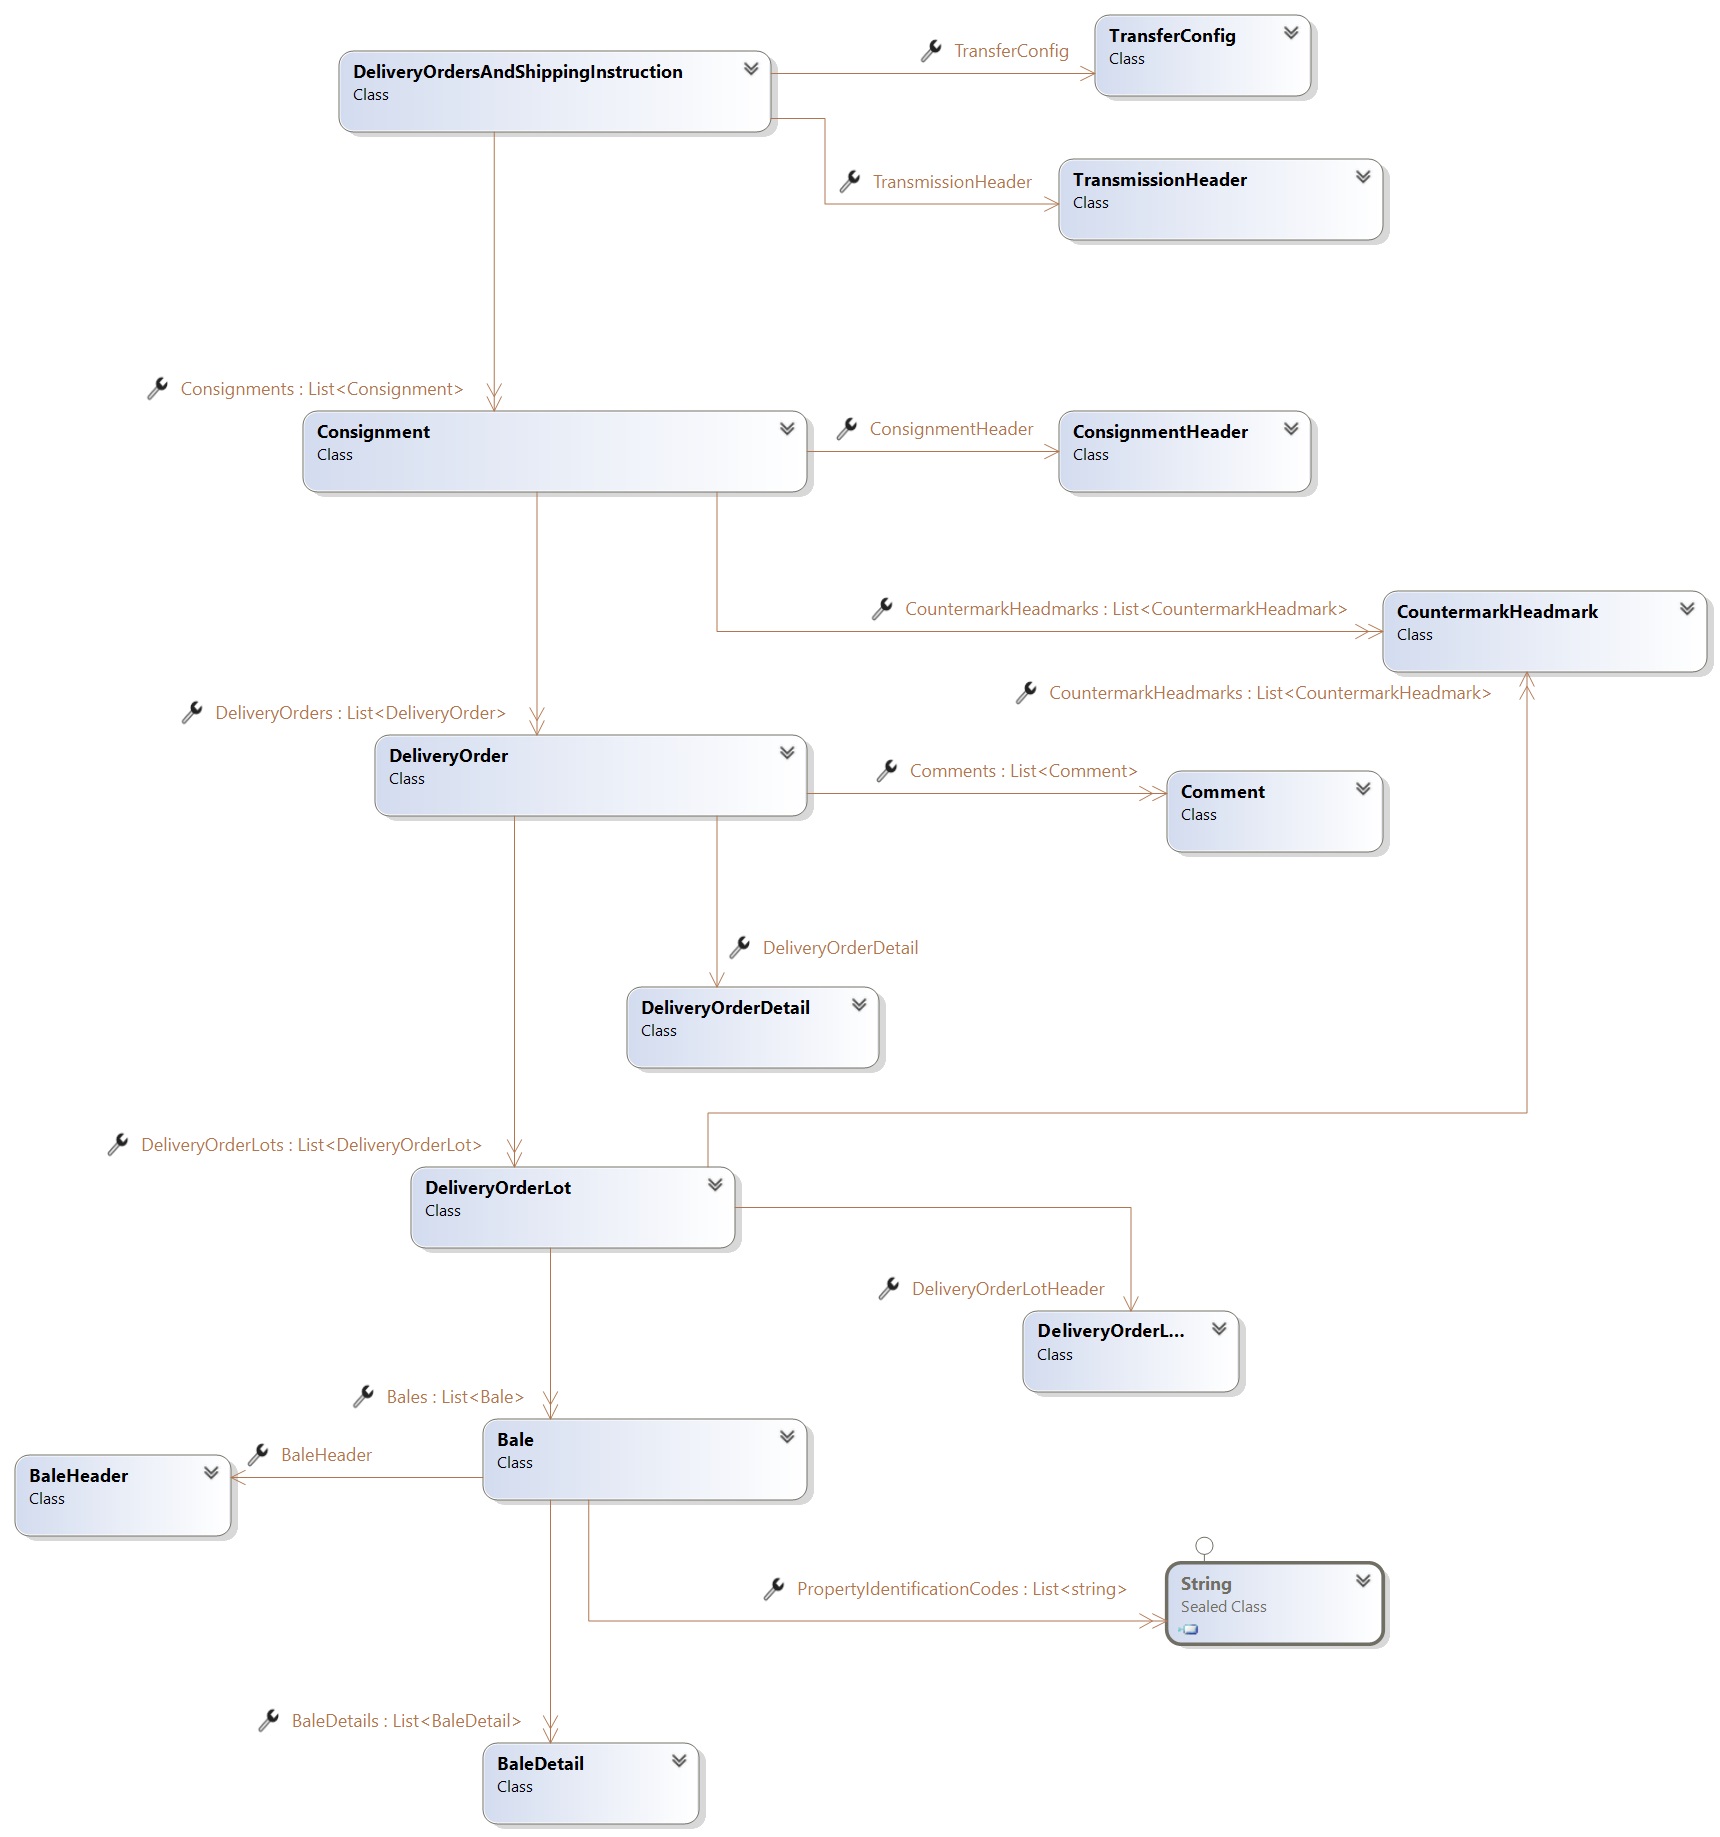 TransferConfig
TransferConfig
Class
DeliveryOrdersAndShippingInstruction
Class
TransmissionHeader
TransmissionHeader
Class
Consignments : List<Consignment>
Consignment
Class
ConsignmentHeader
ConsignmentHeader
Class
CountermarkHeadmarks : List<CountermarkHeadmark>
CountermarkHeadmark
Class
CountermarkHeadmarks : List<CountermarkHeadmark>
DeliveryOrders : List<DeliveryOrder>
DeliveryOrder
Class
Comments : List<Comment>
Comment
Class
DeliveryOrderDetail
DeliveryOrderDetail
Class
DeliveryOrderLots : List<DeliveryOrderLot>
DeliveryOrderLot
Class
DeliveryOrderLotHeader
DeliveryOrderL...
Class
Bales : List<Bale>
Bale
Class
BaleHeader
BaleHeader
Class
PropertyIdentificationCodes : List<string>
String
Sealed Class
BaleDetails : List<BaleDetail>
BaleDetail
Class